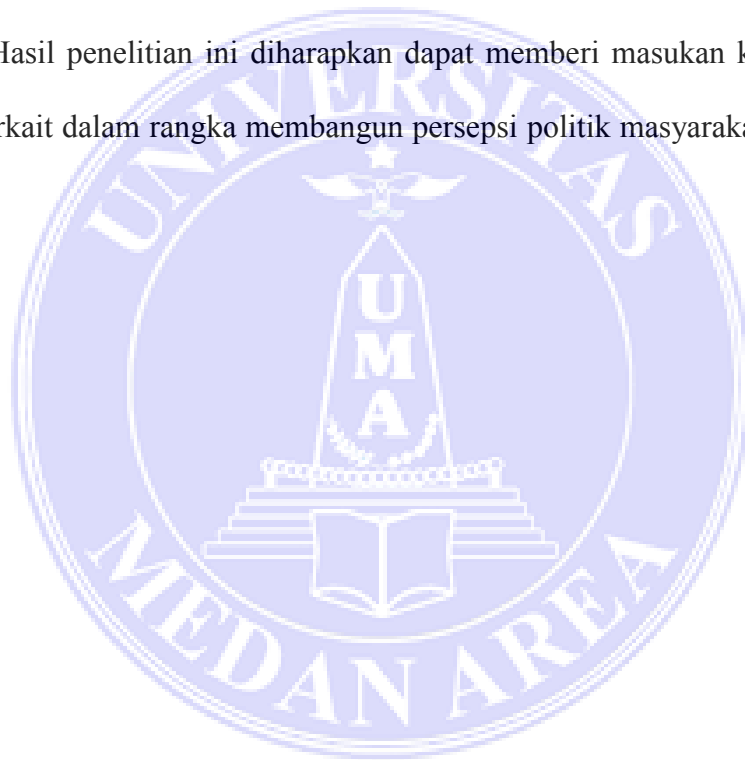 Hasil penelitian ini diharapkan dapat memberi masukan k
rkait dalam rangka membangun persepsi politik masyaraka
UNIVERSITAS
U
M
A
MEDAN AREA